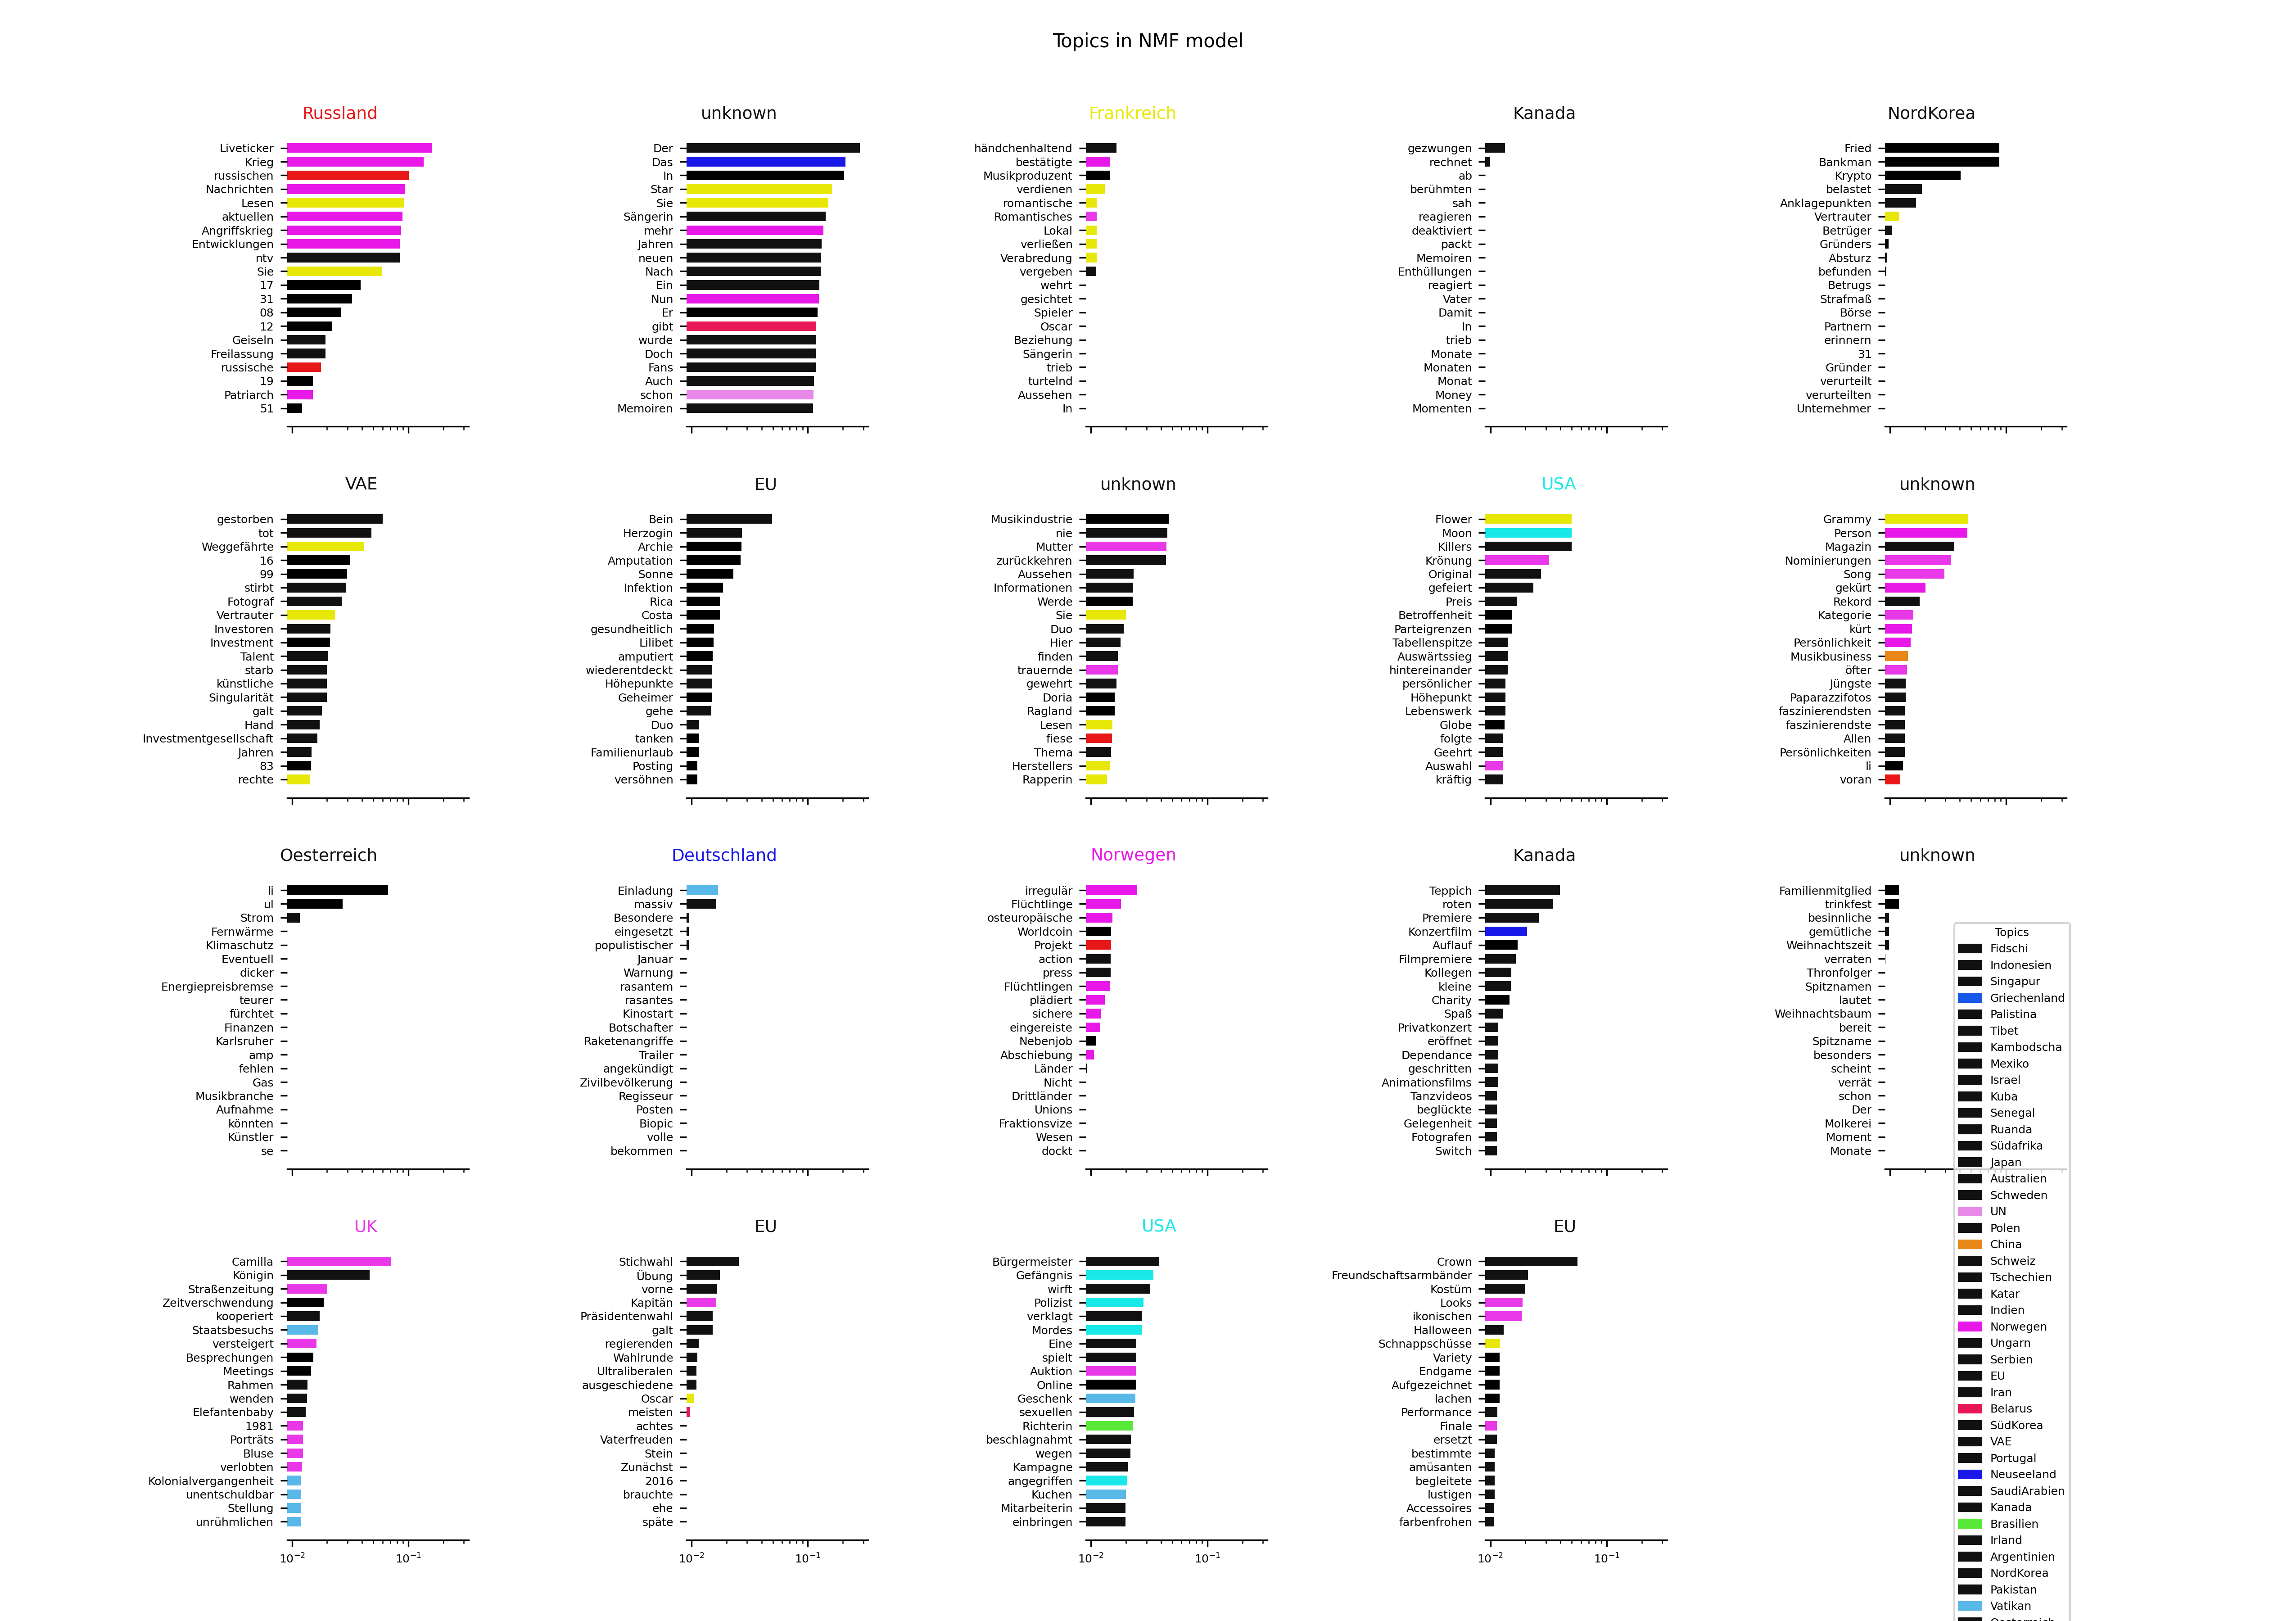 Topics in NMF model
Russland
Liveticker
Krieg
russischen
Nachrichten
Lesen
aktuellen
Angriffskrieg
Entwicklungen
ntv
Sie
17
31
08
12
Geiseln
Freilassung
russische
19
Patriarch
51
unknown
Der
Das
In
Star
Sie
Sängerin
mehr
Jahren
neuen
Nach
Ein
Nun
Er
gibt
wurde
Doch
Fans
Auch
schon
Memoiren
Frankreich
händchenhaltend
bestätigte
Musikproduzent
verdienen
romantische
Romantisches
Lokal
verließen
Verabredung
vergeben
wehrt
gesichtet
Spieler
Oscar
Beziehung
Sängerin
trieb
turtelnd
Aussehen
In
Kanada
gezwungen
rechnet
ab
berühmten
sah
reagieren
deaktiviert
packt
Memoiren
Enthüllungen
reagiert
Vater
Damit
In
trieb
Monate
Monaten
Monat
Money
Momenten
NordKorea
Fried
Bankman
Krypto
belastet
Anklagepunkten
Vertrauter
Betrüger
Gründers
Absturz
befunden
Betrugs
Strafmaß
Börse
Partnern
erinnern
31
Gründer
verurteilt
verurteilten
Unternehmer
VAE
gestorben
tot
Weggefährte
16
99
stirbt
Fotograf
Vertrauter
Investoren
Investment
Talent
starb
künstliche
Singularität
galt
Hand
Investmentgesellschaft
Jahren
83
rechte
EU
Bein
Herzogin
Archie
Amputation
Sonne
Infektion
Rica
Costa
gesundheitlich
Lilibet
amputiert
wiederentdeckt
Höhepunkte
Geheimer
gehe
Duo
tanken
Familienurlaub
Posting
versöhnen
unknown
Musikindustrie
nie
Mutter
zurückkehren
Aussehen
Informationen
Werde
Sie
Duo
Hier
finden
trauernde
gewehrt
Doria
Ragland
Lesen
fiese
Thema
Herstellers
Rapperin
USA
Flower
Moon
Killers
Krönung
Original
gefeiert
Preis
Betroffenheit
Parteigrenzen
Tabellenspitze
Auswärtssieg
hintereinander
persönlicher
Höhepunkt
Lebenswerk
Globe
folgte
Geehrt
Auswahl
kräftig
unknown
Grammy
Person
Magazin
Nominierungen
Song
gekürt
Rekord
Kategorie
kürt
Persönlichkeit
Musikbusiness
öfter
Jüngste
Paparazzifotos
faszinierendsten
faszinierendste
Allen
Persönlichkeiten
li
voran
Oesterreich
li
ul
Strom
Fernwärme
Klimaschutz
Eventuell
dicker
Energiepreisbremse
teurer
fürchtet
Finanzen
Karlsruher
amp
fehlen
Gas
Musikbranche
Aufnahme
könnten
Künstler
se
Deutschland
Einladung
massiv
Besondere
eingesetzt
populistischer
Januar
Warnung
rasantem
rasantes
Kinostart
Botschafter
Raketenangriffe
Trailer
angekündigt
Zivilbevölkerung
Regisseur
Posten
Biopic
volle
bekommen
Norwegen
irregulär
Flüchtlinge
osteuropäische
Worldcoin
Projekt
action
press
Flüchtlingen
plädiert
sichere
eingereiste
Nebenjob
Abschiebung
Länder
Nicht
Drittländer
Unions
Fraktionsvize
Wesen
dockt
Kanada
Teppich
roten
Premiere
Konzertfilm
Auflauf
Filmpremiere
Kollegen
kleine
Charity
Spaß
Privatkonzert
eröffnet
Dependance
geschritten
Animationsfilms
Tanzvideos
beglückte
Gelegenheit
Fotografen
Switch
unknown
Familienmitglied
trinkfest
besinnliche
gemütliche
Weihnachtszeit
verraten
Thronfolger
Spitznamen
lautet
Weihnachtsbaum
bereit
Spitzname
besonders
scheint
verrät
schon
Der
Molkerei
Moment
Monate
UK
Camilla
Königin
Straßenzeitung
Zeitverschwendung
kooperiert
Staatsbesuchs
versteigert
Besprechungen
Meetings
Rahmen
wenden
Elefantenbaby
1981
Porträts
Bluse
verlobten
Kolonialvergangenheit
unentschuldbar
Stellung
unrühmlichen
10⁻² 10⁻¹
EU
Stichwahl
Übung
vorne
Kapitän
Präsidentenwahl
galt
regierenden
Wahlrunde
Ultraliberalen
ausgeschiedene
Oscar
meisten
achtes
Vaterfreuden
Stein
Zunächst
2016
brauchte
ehe
späte
10⁻² 10⁻¹
USA
Bürgermeister
Gefängnis
wirft
Polizist
verklagt
Mordes
Eine
spielt
Auktion
Online
Geschenk
sexuellen
Richterin
beschlagnahmt
wegen
Kampagne
angegriffen
Kuchen
Mitarbeiterin
einbringen
10⁻² 10⁻¹
EU
Crown
Freundschaftsarmbänder
Kostüm
Looks
ikonischen
Halloween
Schnappschüsse
Variety
Endgame
Aufgezeichnet
lachen
Performance
Finale
ersetzt
bestimmte
amüsanten
begleitete
lustigen
Accessoires
farbenfrohen
10⁻² 10⁻¹
Topics
Fidschi
Indonesien
Singapur
Griechenland
Palistina
Tibet
Kambodscha
Mexiko
Israel
Kuba
Senegal
Ruanda
Südafrika
Japan
Australien
Schweden
UN
Polen
China
Schweiz
Tschechien
Katar
Indien
Norwegen
Ungarn
Serbien
EU
Iran
Belarus
SüdKorea
VAE
Portugal
Neuseeland
SaudiArabien
Kanada
Brasilien
Irland
Argentinien
NordKorea
Pakistan
Vatikan